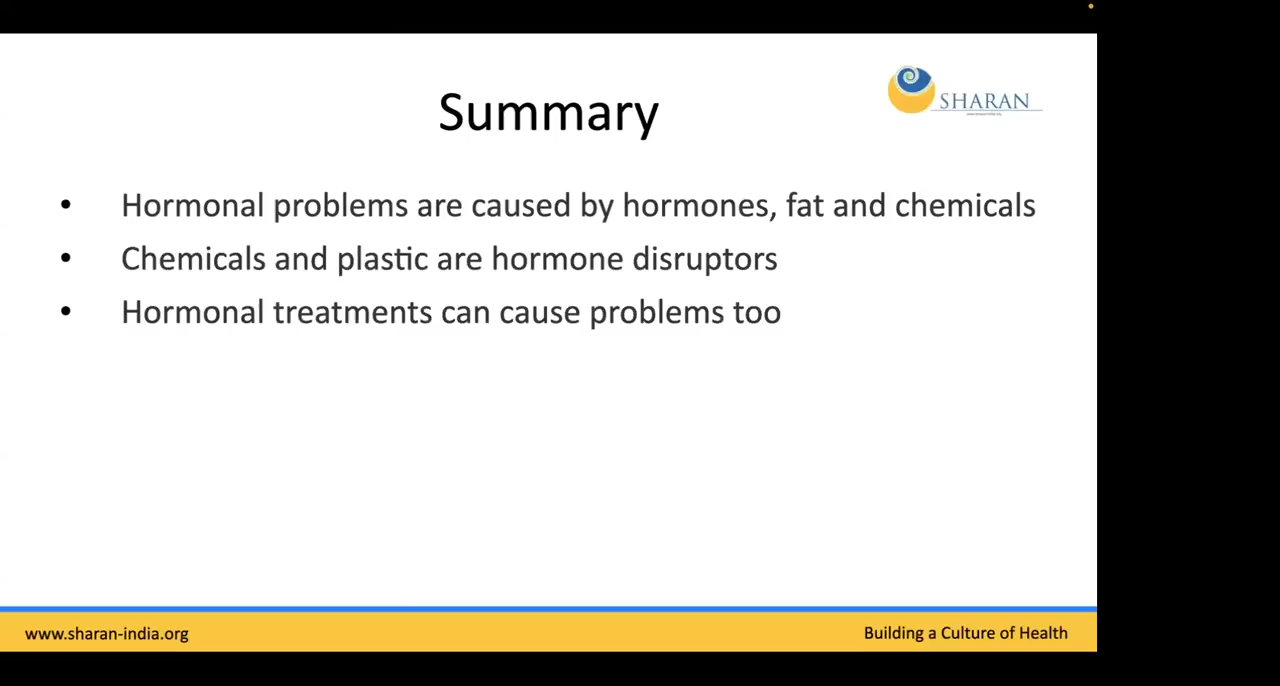 Summary
SHARAN
• Hormonal problems are caused by hormones, fat and chemicals
• Chemicals and plastic are hormone disruptors
• Hormonal treatments can cause problems too
www.sharan-india.org
Building a Culture of Health